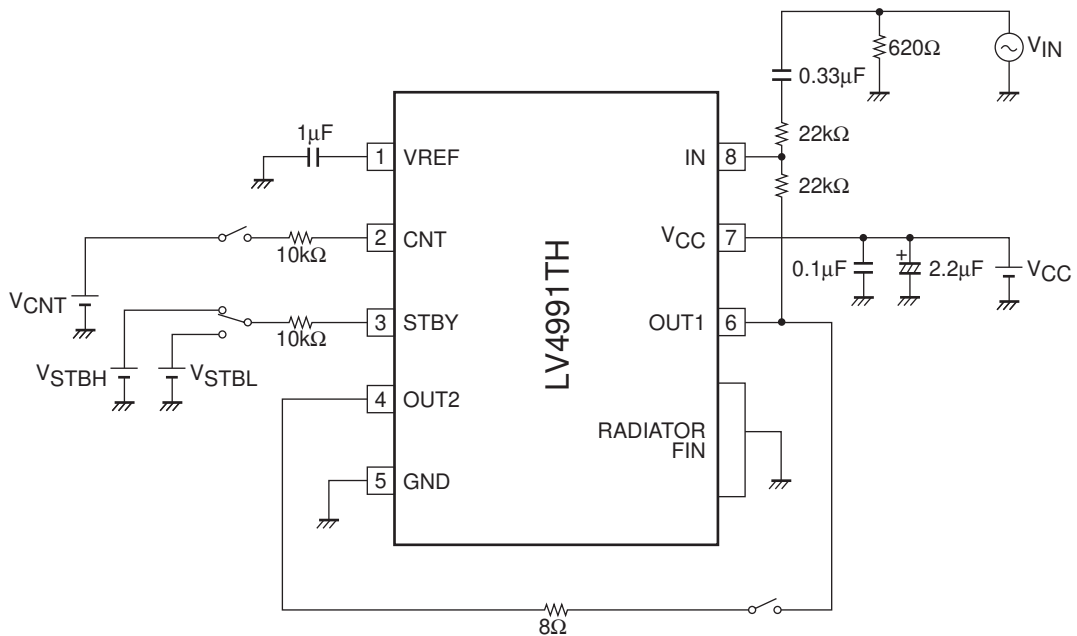 620Ω
VIN
0.33µF
22kΩ
22kΩ
1µF
1 VREF
IN 8
2 CNT
10kΩ
VCC 7
0.1µF
+
2.2µF
VCC
VCNT
3 STBY
10kΩ
OUT1 6
VSTBH
VSTBL
LV4991TH
4 OUT2
RADIATOR
FIN
5 GND
8Ω